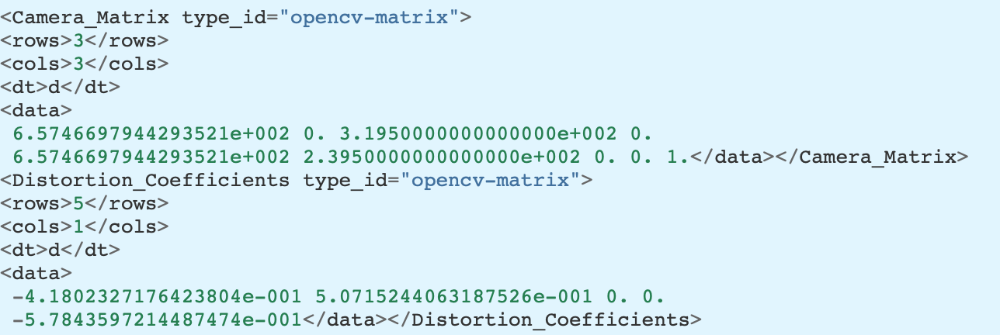 <Camera_Matrix type_id="opencv-matrix">
<rows>3</rows>
<cols>3</cols>
<dt>d</dt>
<data>
 6.5746697944293521e+002 0. 3.1950000000000000e+002 0.
 6.5746697944293521e+002 2.3950000000000000e+002 0. 0. 1.</data></Camera_Matrix>
<Distortion_Coefficients type_id="opencv-matrix">
<rows>5</rows>
<cols>1</cols>
<dt>d</dt>
<data>
 -4.1802327176423804e-001 5.0715244063187526e-001 0. 0.
 -5.7843597214487474e-001</data></Distortion_Coefficients>